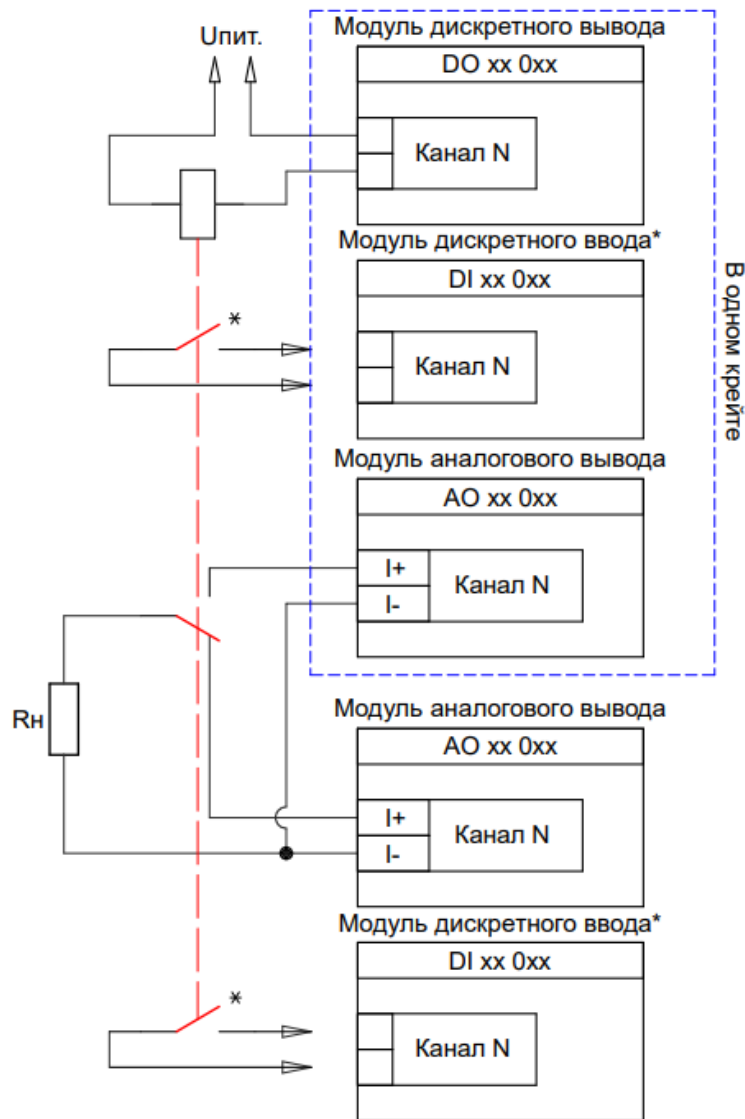 Модуль дискретного вывода
Uпит.
DO xx 0xx
Канал N
Модуль дискретного ввода*
DI xx 0xx
*
Канал N
В одном крейте
Модуль аналогового вывода
AO xx 0xx
I+
Канал N
I-
Rн
Модуль аналогового вывода
AO xx 0xx
I+
Канал N
I-
Модуль дискретного ввода*
DI xx 0xx
*
Канал N